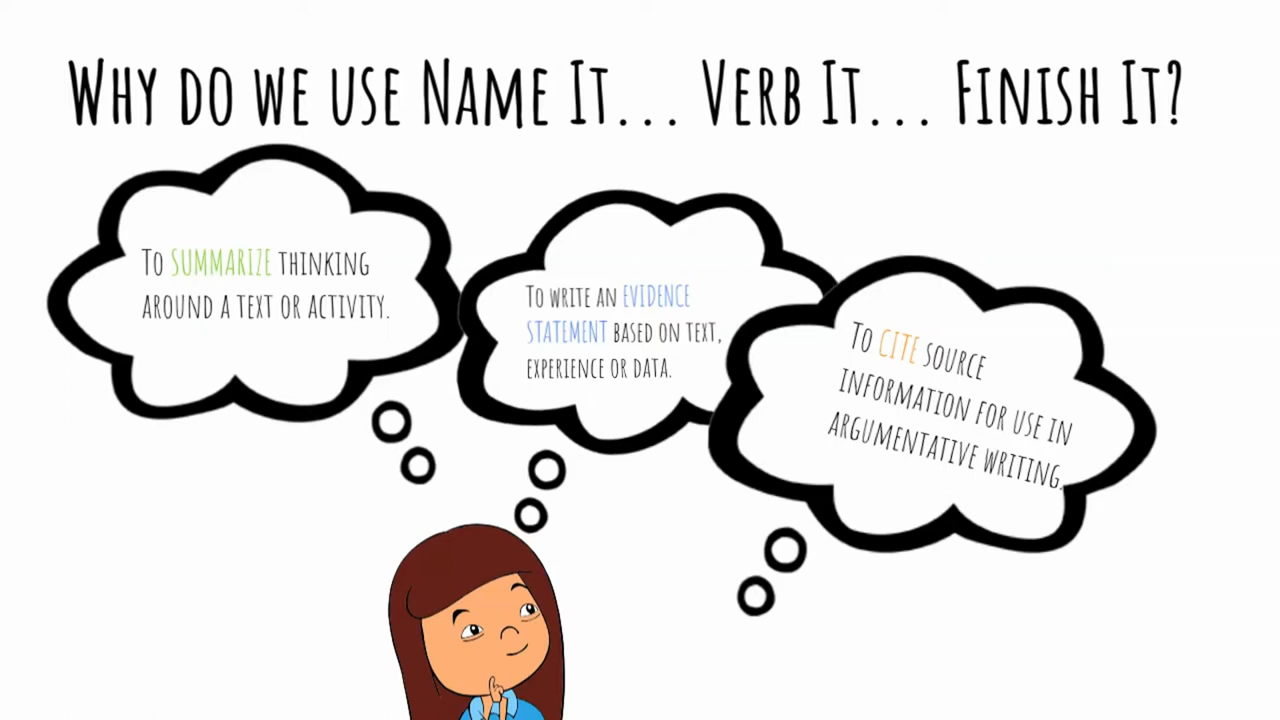 Why do we use Name It... Verb It... Finish It?
To SUMMARIZE thinking
around a text or activity.
To write an EVIDENCE
STATEMENT based on text,
experience or data.
To CITE source
information for use in
argumentative writing.